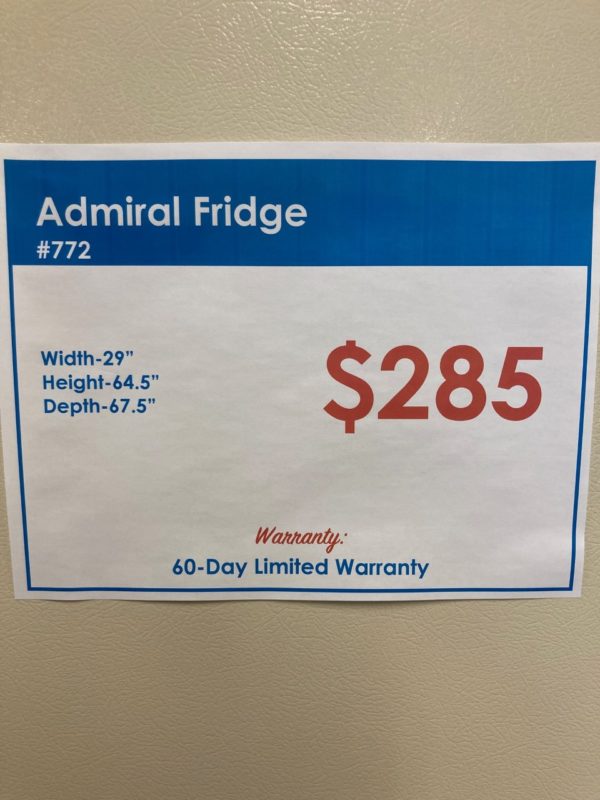 Admiral Fridge
#772
Width-29”
Height-64.5”
Depth-67.5”
$285
Warranty:
60-Day Limited Warranty